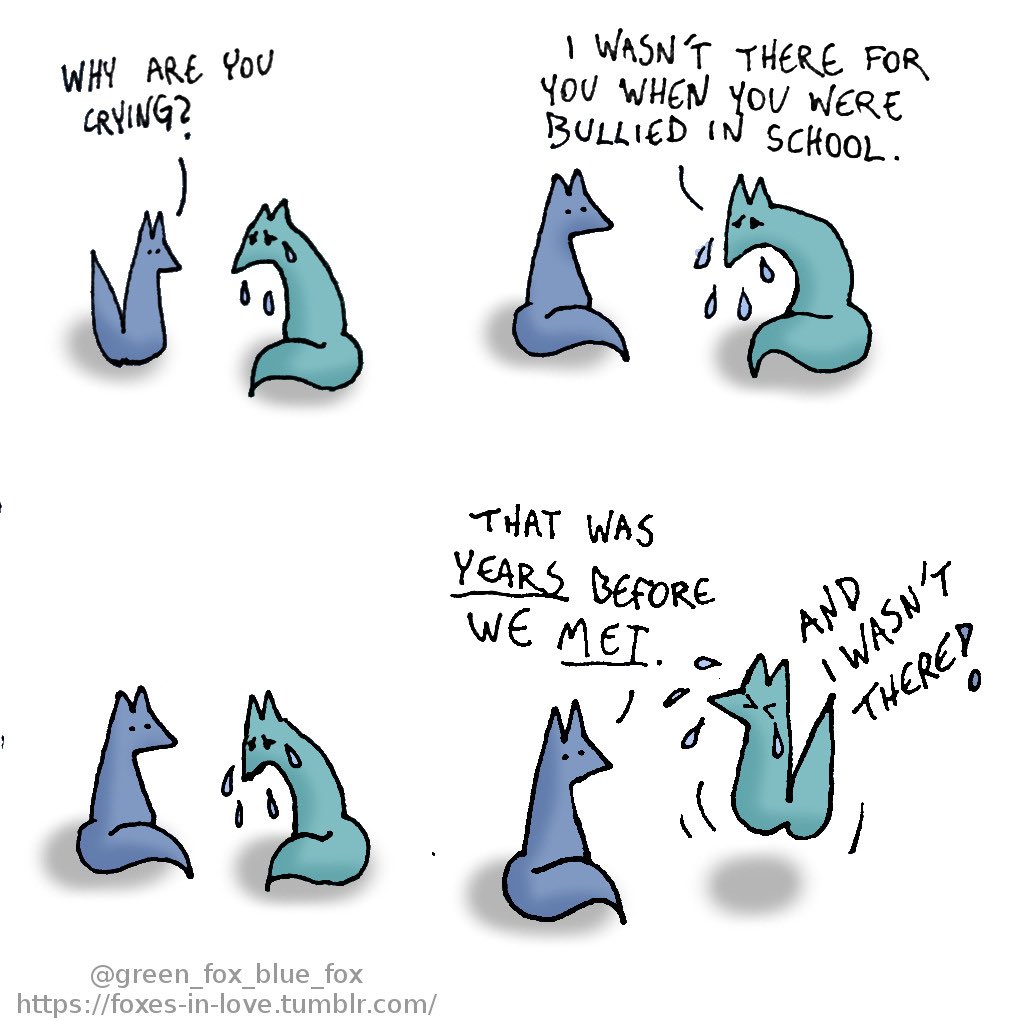 WHY ARE YOU
CRYING?
I WASN'T THERE FOR
YOU WHEN YOU WERE
BULLIED IN SCHOOL.
THAT WAS
YEARS BEFORE
WE MET.
AND
I WASN'T
THERE!
@green_fox_blue_fox
https://foxes-in-love.tumblr.com/